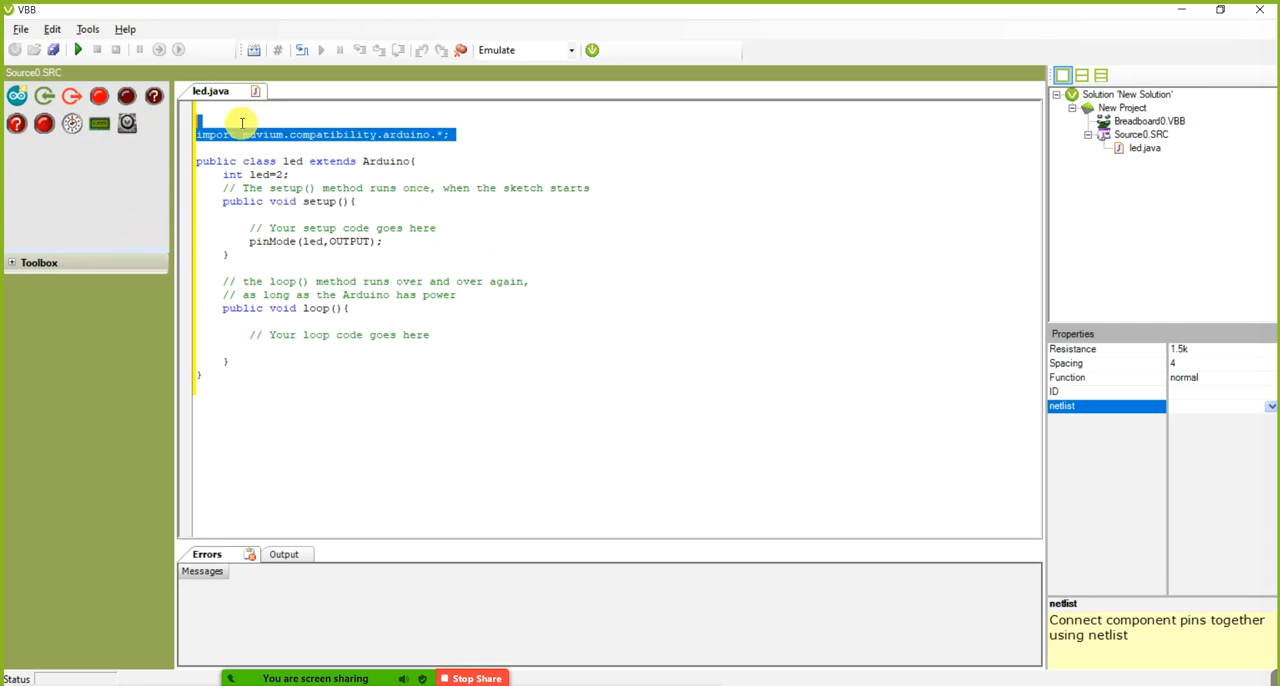 VBB
File Edit Tools Help
Emulate
Source0.SRC
led.java
import muvium.compatibility.arduino.*;
public class led extends Arduino{
int led=2;
// The setup() method runs once, when the sketch starts
public void setup(){
// Your setup code goes here
pinMode(led,OUTPUT);
}
// the loop() method runs over and over again,
// as long as the Arduino has power
public void loop(){
// Your loop code goes here
}
}
Toolbox
Solution 'New Solution'
New Project
Breadboard0.VBB
Source0.SRC
led.java
Properties
Resistance 1.5k
Spacing 4
Function normal
ID
netlist
netlist
Connect component pins together
using netlist
Errors Output
Messages
Status
You are screen sharing Stop Share